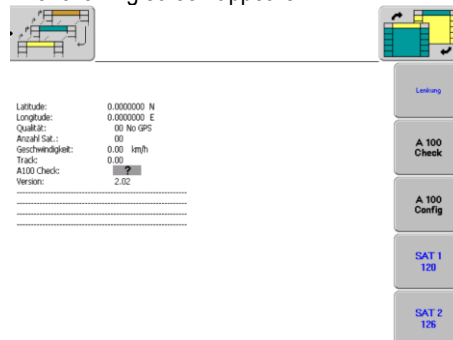 Lenkung
Latitude: 0.0000000 N
Longitude: 0.0000000 E
Qualität: 00 No GPS
Anzahl Sat.: 00
Geschwindigkeit: 0.00 km/h
Track: 0.00
A100 Check: ?
Version: 2.02
A 100
Check
A 100
Config
SAT 1
120
SAT 2
126